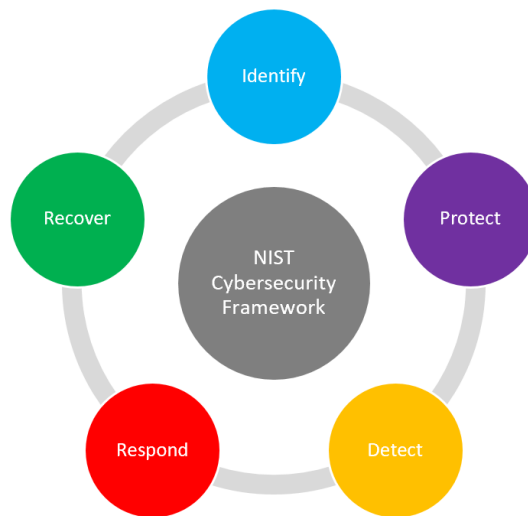 Identify
Protect
Detect
Respond
Recover
NIST
Cybersecurity
Framework